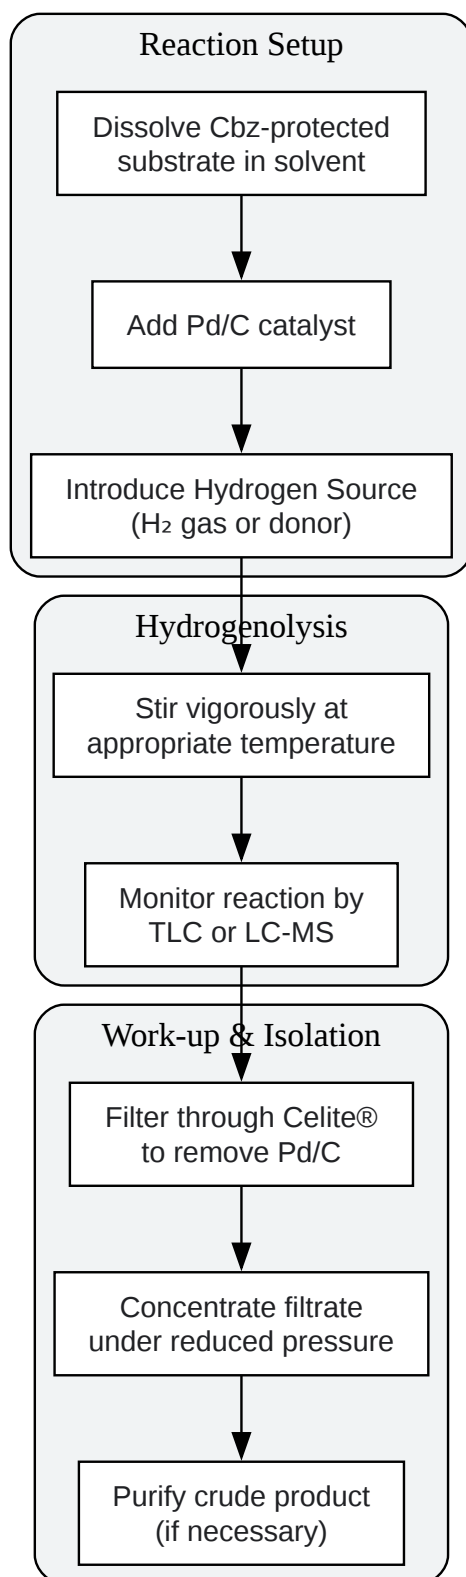 Reaction Setup
Dissolve Cbz-protected
substrate in solvent
Add Pd/C catalyst
Introduce Hydrogen Source
(H₂ gas or donor)
Hydrogenolysis
Stir vigorously at
appropriate temperature
Monitor reaction by
TLC or LC-MS
Work-up & Isolation
Filter through Celite®
to remove Pd/C
Concentrate filtrate
under reduced pressure
Purify crude product
(if necessary)